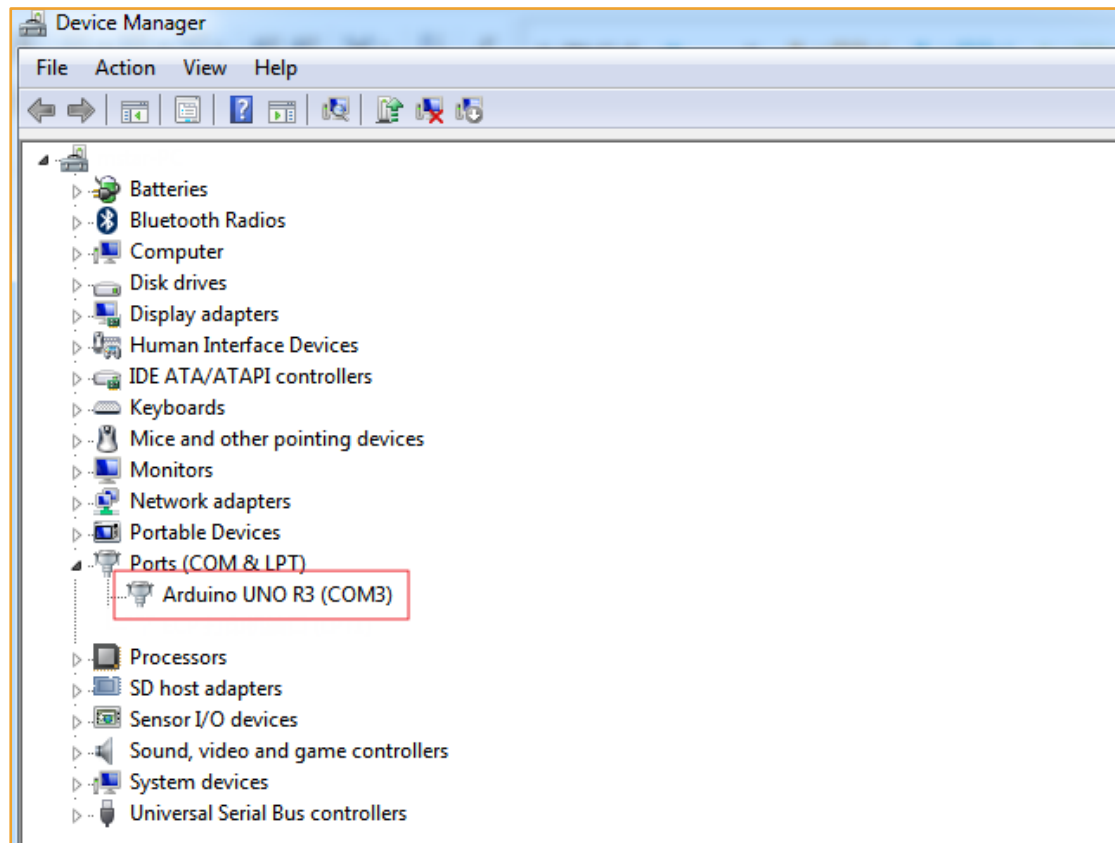 Device Manager
File Action View Help
Batteries
Bluetooth Radios
Computer
Disk drives
Display adapters
Human Interface Devices
IDE ATA/ATAPI controllers
Keyboards
Mice and other pointing devices
Monitors
Network adapters
Portable Devices
Ports (COM & LPT)
Arduino UNO R3 (COM3)
Processors
SD host adapters
Sensor I/O devices
Sound, video and game controllers
System devices
Universal Serial Bus controllers